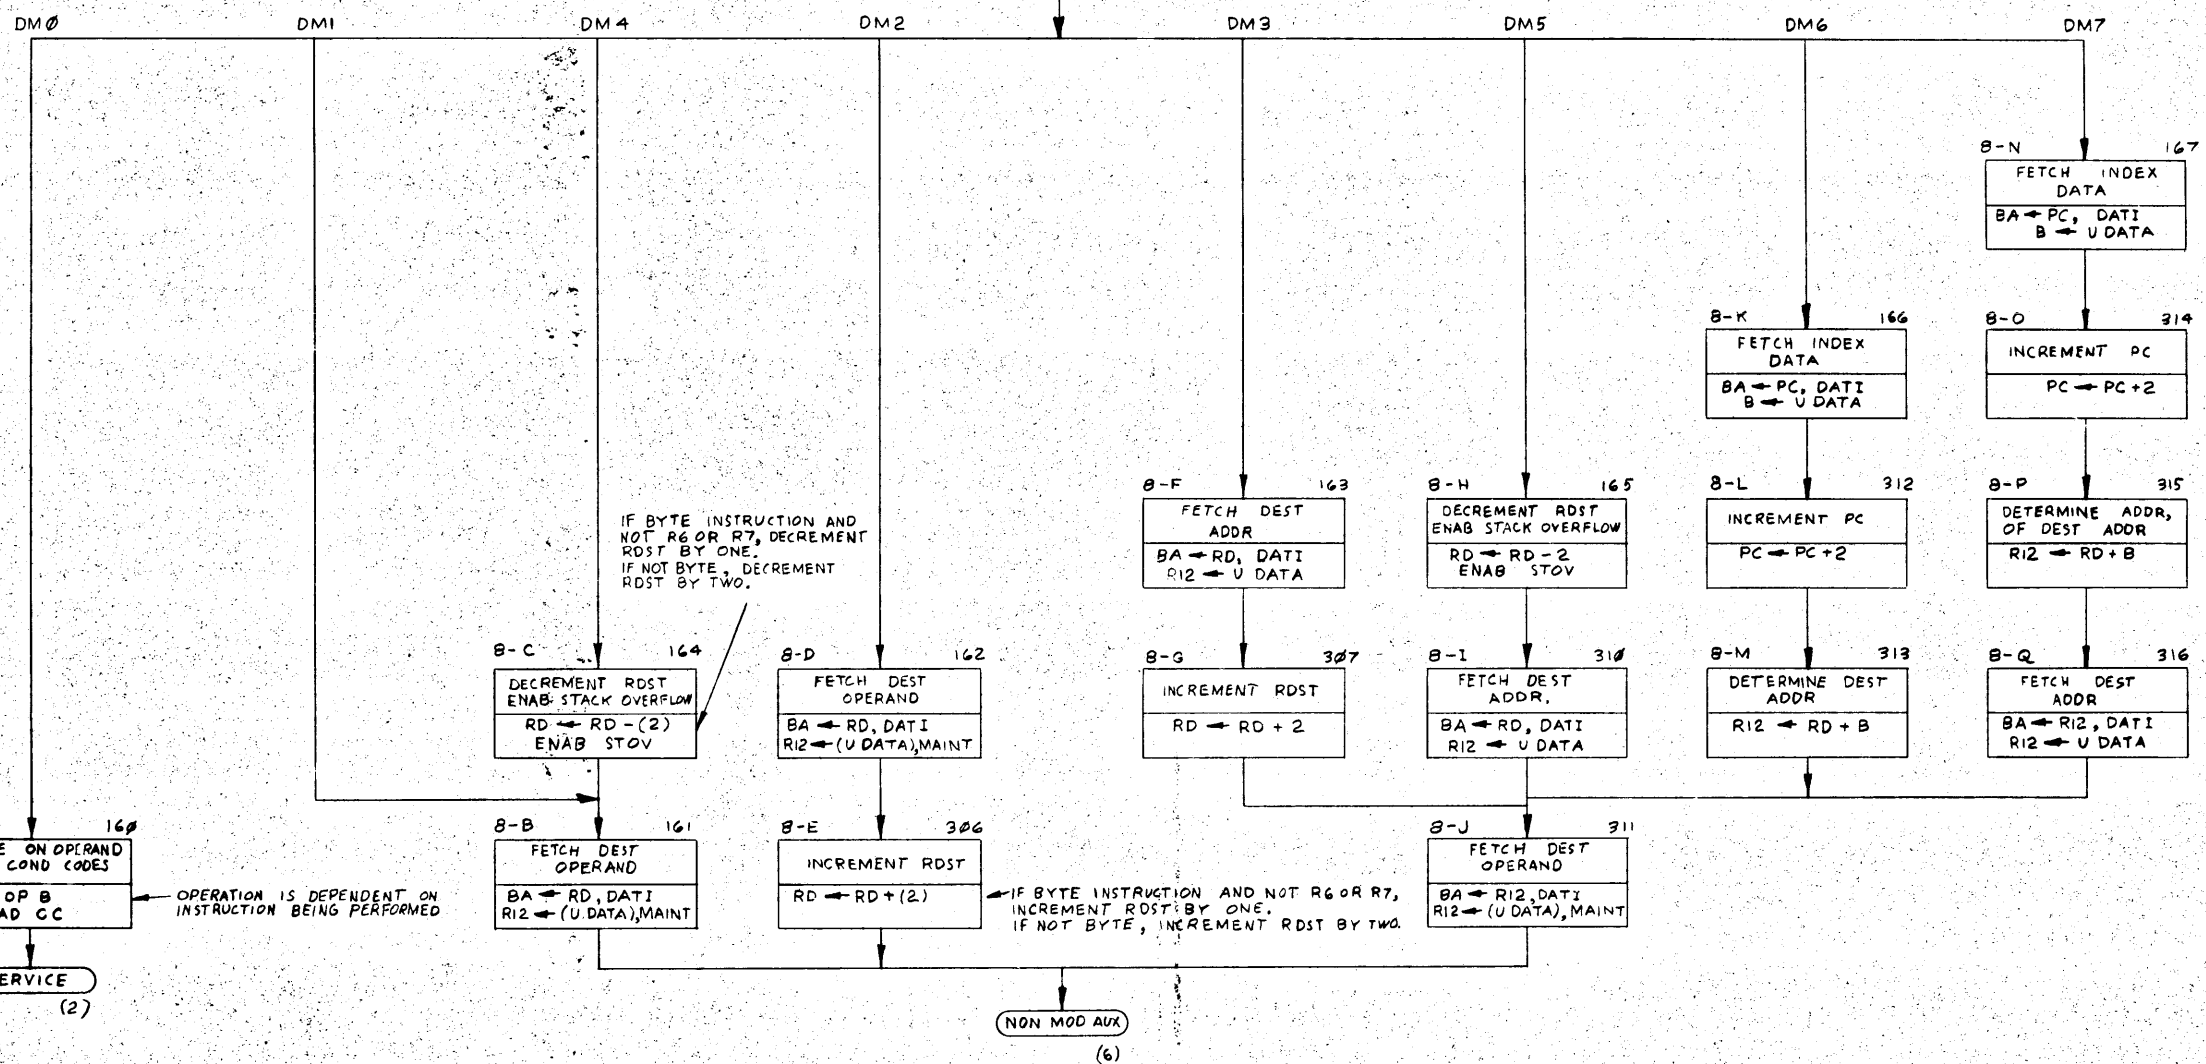 DMØ DM1 DM4 DM2 DM3 DM5 DM6 DM7
8-N 167
FETCH INDEX
DATA
BA ← PC, DATI
B ← U DATA
8-K 166
FETCH INDEX
DATA
BA ← PC, DATI
B ← U DATA
8-O 314
INCREMENT PC
PC ← PC+2
8-F 163
FETCH DEST
ADDR
BA ← RD, DATI
R12 ← U DATA
8-H 165
DECREMENT RDST
ENAB STACK OVERFLOW
RD ← RD-2
ENAB STOV
8-L 312
INCREMENT PC
PC ← PC+2
8-P 315
DETERMINE ADDR,
OF DEST ADDR
R12 ← RD+B
IF BYTE INSTRUCTION AND
NOT R6 OR R7, DECREMENT
RDST BY ONE.
IF NOT BYTE, DECREMENT
RDST BY TWO.
8-C 164
DECREMENT RDST
ENAB STACK OVERFLOW
RD ← RD-(2)
ENAB STOV
8-D 162
FETCH DEST
OPERAND
BA ← RD, DATI
R12 ← (U DATA), MAINT
8-G 3Ø7
INCREMENT RDST
RD ← RD + 2
8-I 31Ø
FETCH DEST
ADDR.
BA ← RD, DATI
R12 ← U DATA
8-M 313
DETERMINE DEST
ADDR
R12 ← RD + B
8-Q 316
FETCH DEST
ADDR
BA ← R12, DATI
R12 ← U DATA
16Ø
ON OPERAND
COND CODES
OP B
CC
OPERATION IS DEPENDENT ON
INSTRUCTION BEING PERFORMED
8-B 161
FETCH DEST
OPERAND
BA ← RD, DATI
R12 ← (U DATA), MAINT
8-E 306
INCREMENT RDST
RD ← RD+(2)
IF BYTE INSTRUCTION AND NOT R6 OR R7,
INCREMENT RDST BY ONE.
IF NOT BYTE, INCREMENT RDST BY TWO.
8-J 311
FETCH DEST
OPERAND
BA ← R12, DATI
R12 ← (U DATA), MAINT
ERVICE
(2)
NON MOD AUX
(6)